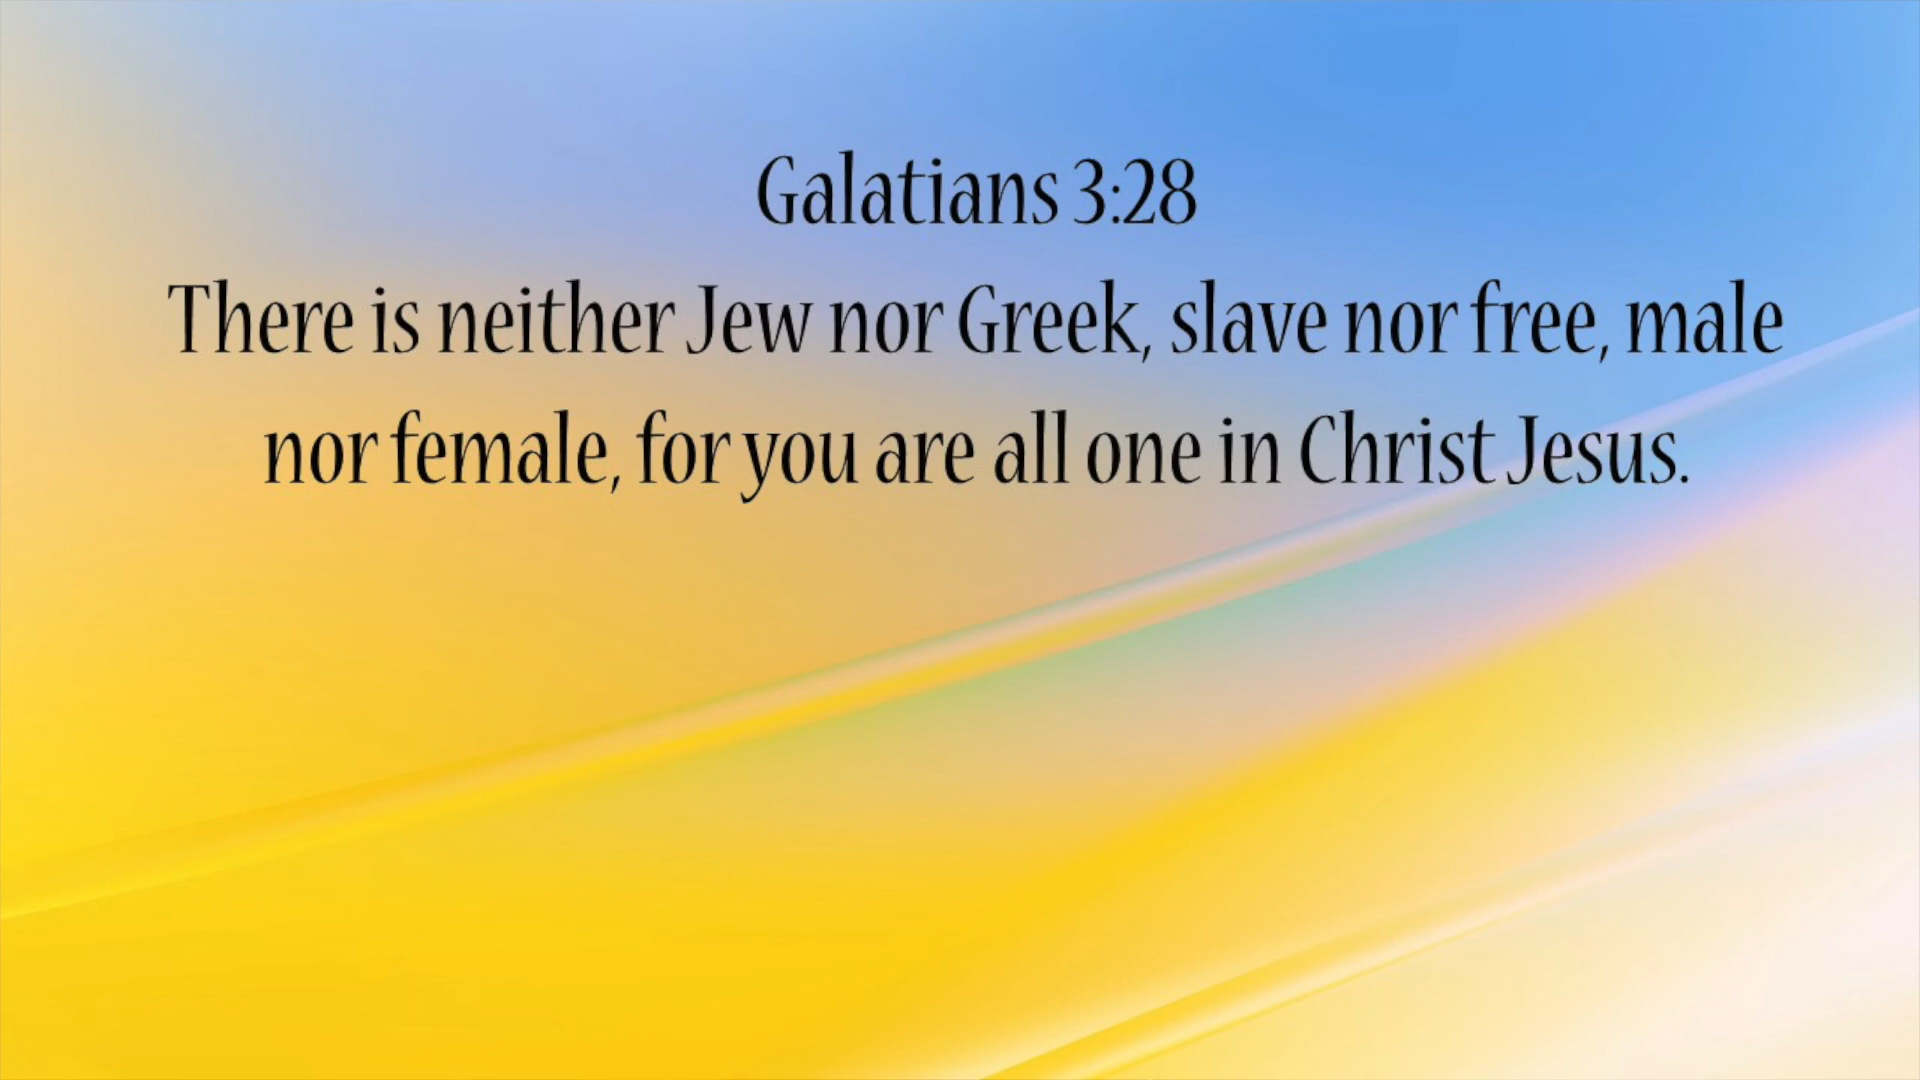 Galatians 3:28
There is neither Jew nor Greek, slave nor free, male
nor female, for you are all one in Christ Jesus.